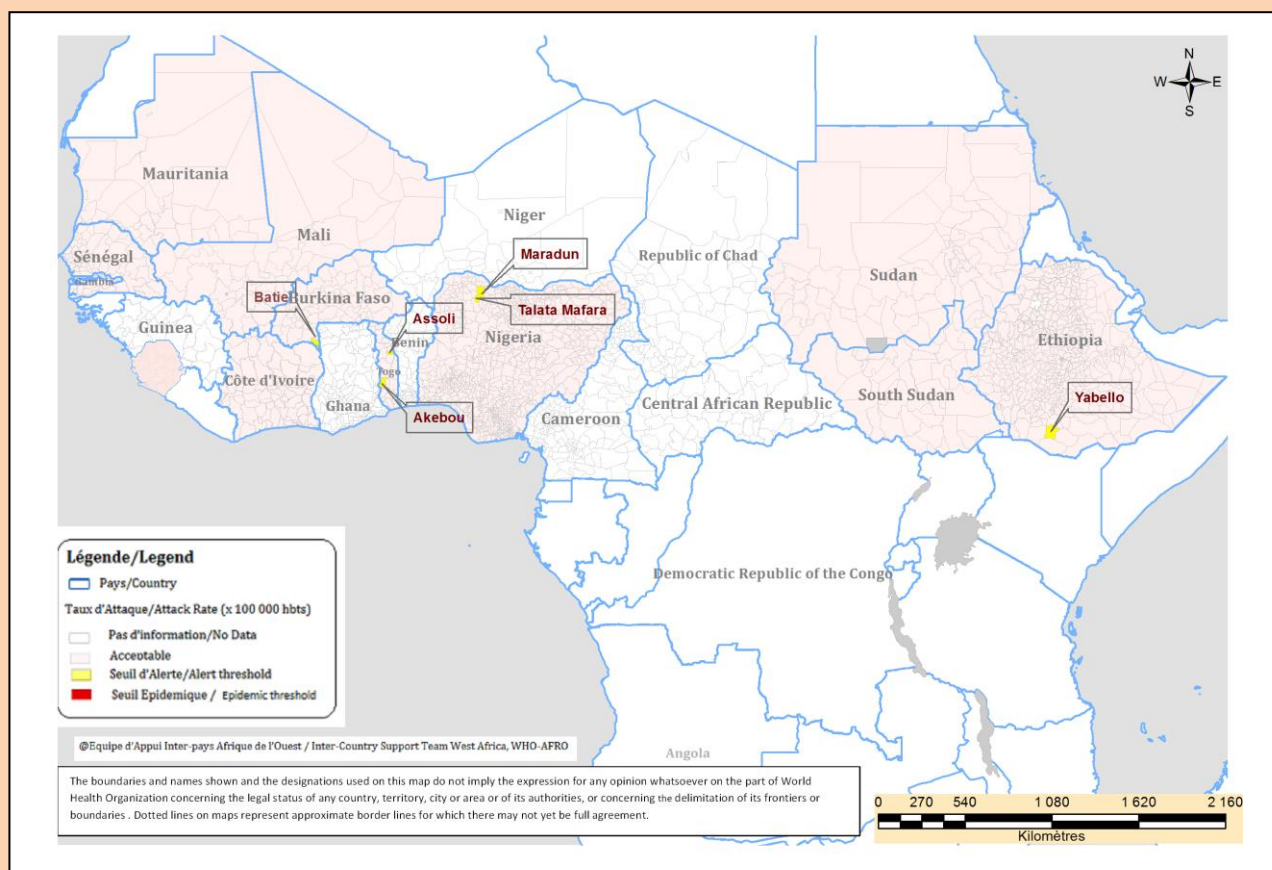 N
W E
S
Mauritania
Mali
Niger
Republic of Chad
Sudan
Sénégal
Gambia
Guinea
Batie
Burkina Faso
Maradun
Talata Mafara
Assoli
Benin
Nigeria
Togo
Côte d'Ivoire
Ghana
Akebou
Cameroon
Central African Republic
South Sudan
Ethiopia
Yabello
Democratic Republic of the Congo
Angola
Légende/Legend
Pays/Country
Taux d'Attaque/Attack Rate (x 100 000 hbts)
Pas d'information/No Data
Acceptable
Seuil d'Alerte/Alert threshold
Seuil Epidemique / Epidemic threshold
@Equipe d'Appui Inter-pays Afrique de l'Ouest / Inter-Country Support Team West Africa, WHO-AFRO
The boundaries and names shown and the designations used on this map do not imply the expression for any opinion whatsoever on the part of World
Health Organization concerning the legal status of any country, territory, city or area or of its authorities, or concerning the delimitation of its frontiers or
boundaries . Dotted lines on maps represent approximate border lines for which there may not yet be full agreement.
0 270 540 1 080 1 620 2 160
Kilomètres